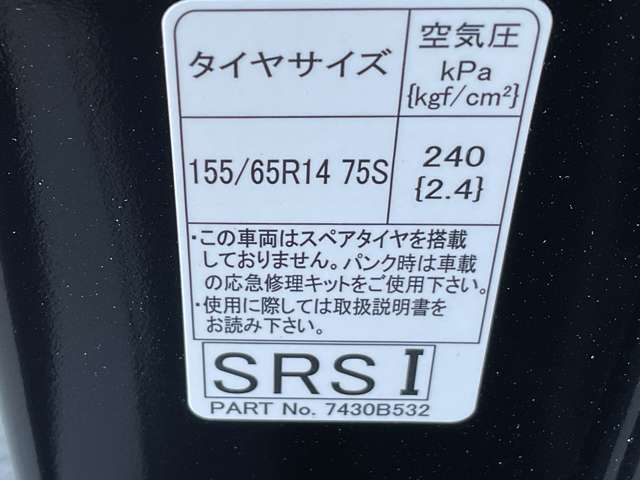 タイヤサイズ
空気圧
kPa
{kgf/cm²}
155/65R14 75S
240
{2.4}
・この車両はスペアタイヤを搭載
しておりません。パンク時は車載
の応急修理キットをご使用下さい。
・使用に際しては取扱説明書を
お読み下さい。
SRS I
PART No. 7430B532